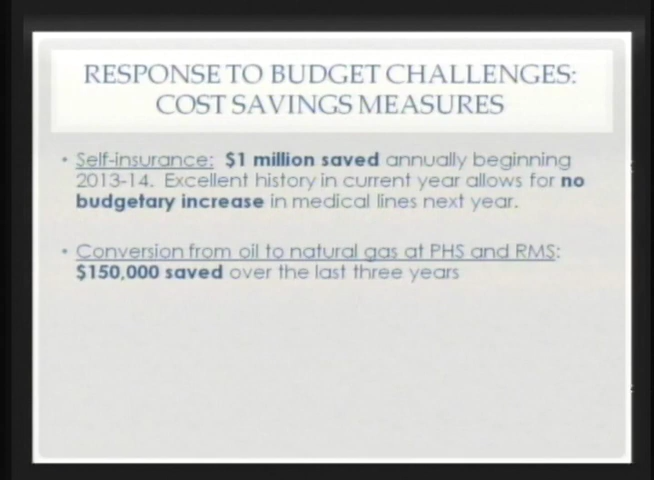 RESPONSE TO BUDGET CHALLENGES:
COST SAVINGS MEASURES
• Self-insurance: $1 million saved annually beginning
2013-14. Excellent history in current year allows for no
budgetary increase in medical lines next year.
• Conversion from oil to natural gas at PHS and RMS:
$150,000 saved over the last three years